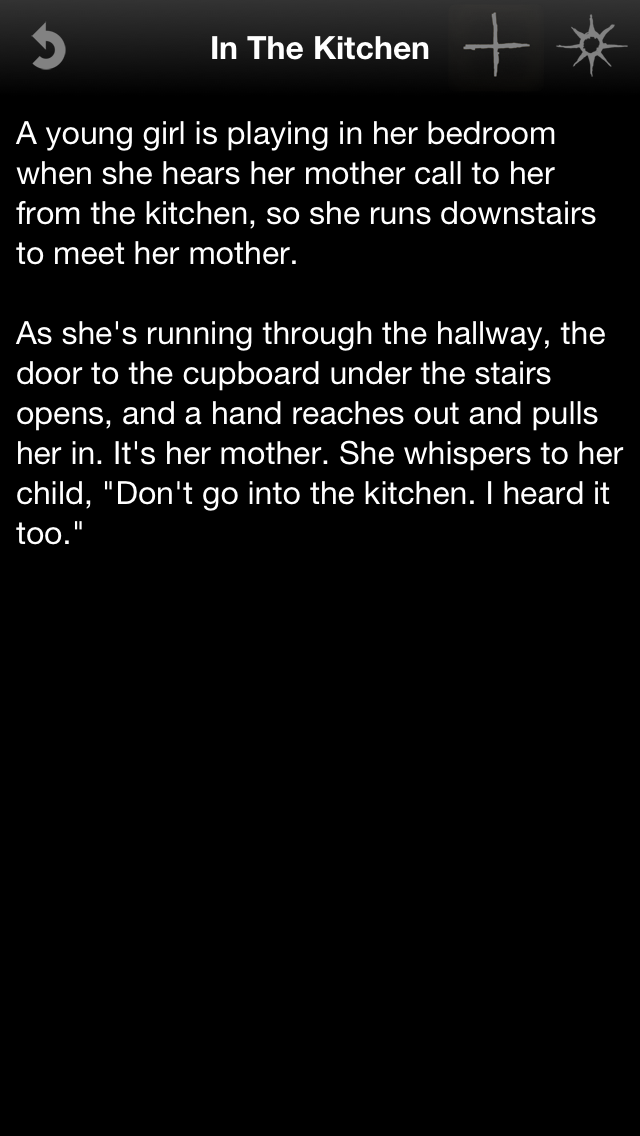 In The Kitchen
A young girl is playing in her bedroom
when she hears her mother call to her
from the kitchen, so she runs downstairs
to meet her mother.
As she's running through the hallway, the
door to the cupboard under the stairs
opens, and a hand reaches out and pulls
her in. It's her mother. She whispers to her
child, "Don't go into the kitchen. I heard it
too."